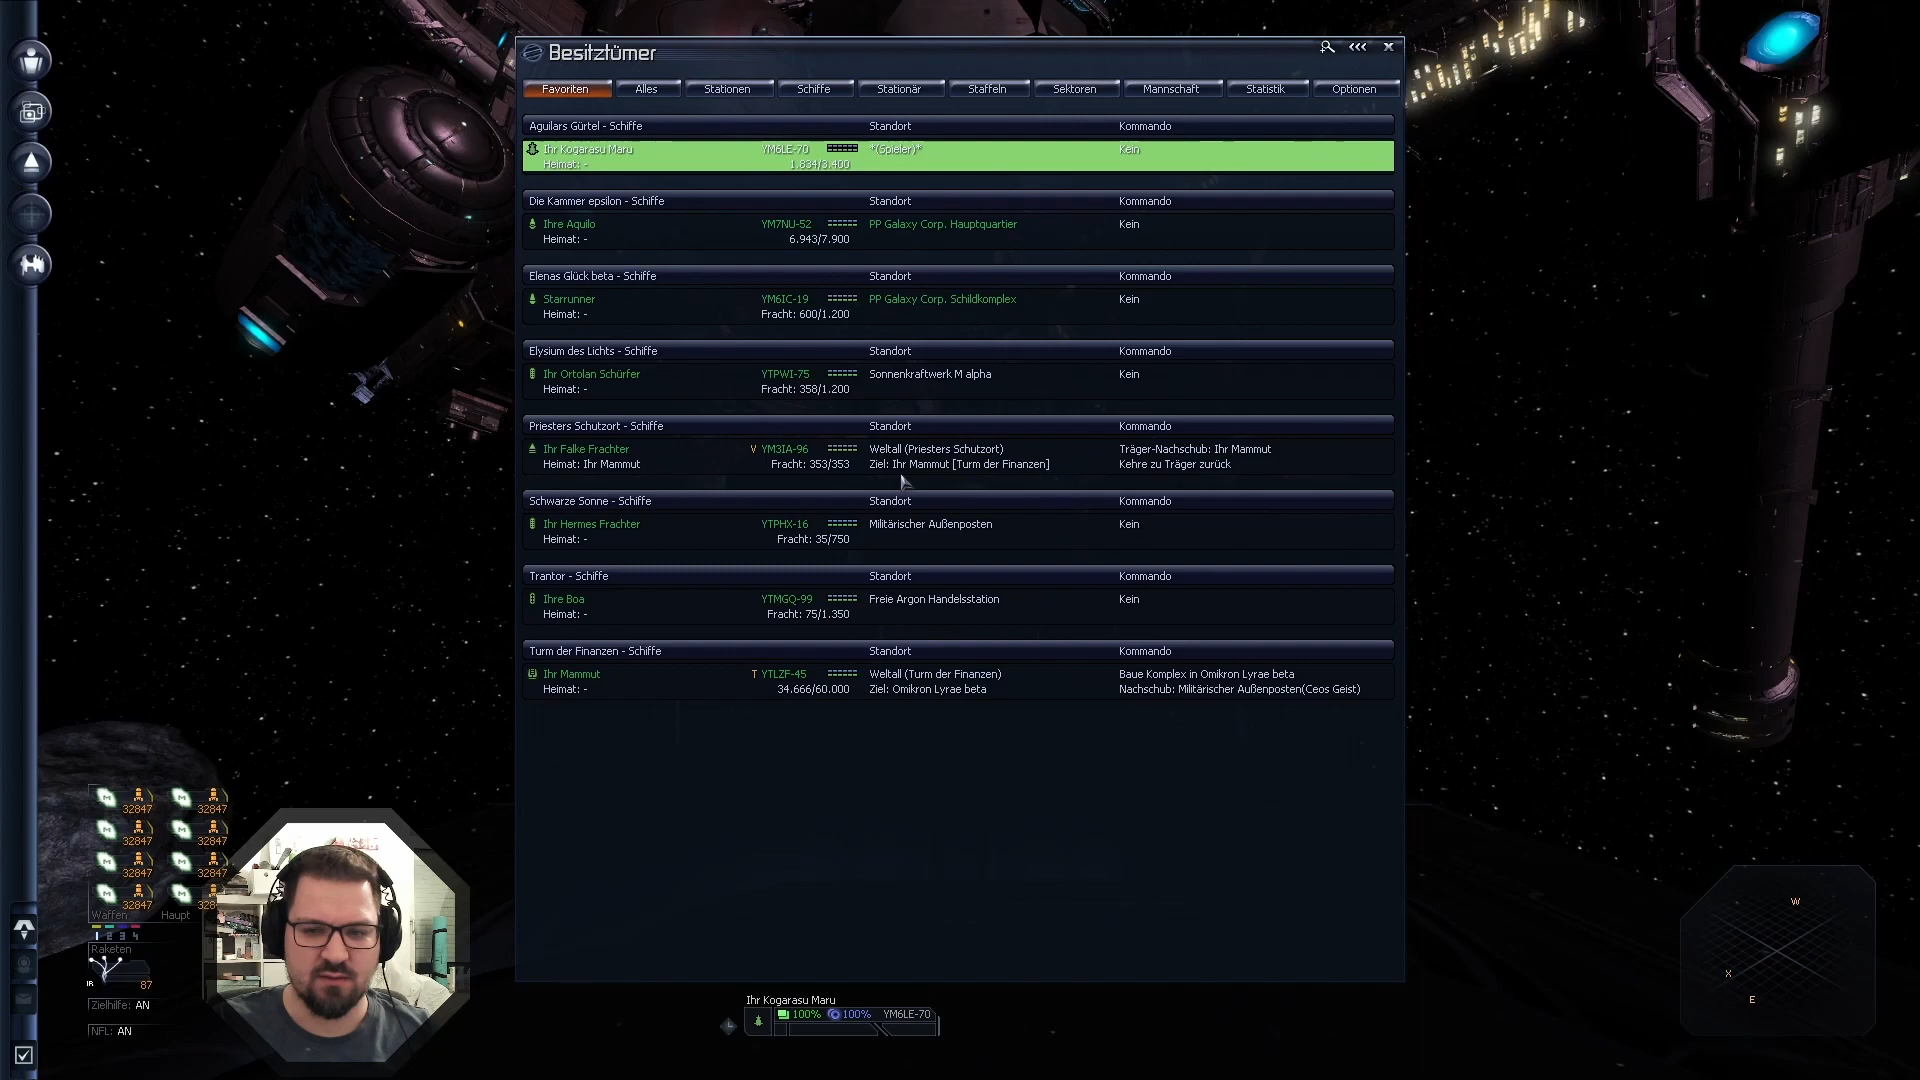 Besitztümer
Favoriten Alles Stationen Schiffe Stationär Staffeln Sektoren Mannschaft Statistik Optionen
Aguilars Gürtel - Schiffe Standort Kommando
Ihr Kogarasu Maru YM6LE-70 *(Spieler)* Kein
Heimat: - 1.834/3.400
Die Kammer epsilon - Schiffe Standort Kommando
Ihre Aquilo YM7NU-52 PP Galaxy Corp. Hauptquartier Kein
Heimat: - 6.943/7.900
Elenas Glück beta - Schiffe Standort Kommando
Starrunner YM6IC-19 PP Galaxy Corp. Schildkomplex Kein
Heimat: - Fracht: 600/1.200
Elysium des Lichts - Schiffe Standort Kommando
Ihr Ortolan Schürfer YTPWI-75 Sonnenkraftwerk M alpha Kein
Heimat: - Fracht: 358/1.200
Priesters Schutzort - Schiffe Standort Kommando
Ihr Falke Frachter V YM3IA-96 Weltall (Priesters Schutzort) Träger-Nachschub: Ihr Mammut
Heimat: Ihr Mammut Fracht: 353/353 Ziel: Ihr Mammut [Turm der Finanzen] Kehre zu Träger zurück
Schwarze Sonne - Schiffe Standort Kommando
Ihr Hermes Frachter YTPHX-16 Militärischer Außenposten Kein
Heimat: - Fracht: 35/750
Trantor - Schiffe Standort Kommando
Ihre Boa YTMGQ-99 Freie Argon Handelsstation Kein
Heimat: - Fracht: 75/1.350
Turm der Finanzen - Schiffe Standort Kommando
Ihr Mammut T YTLZF-45 Weltall (Turm der Finanzen) Baue Komplex in Omikron Lyrae beta
Heimat: - 34.666/60.000 Ziel: Omikron Lyrae beta Nachschub: Militärischer Außenposten(Ceos Geist)
32847 32847
32847 32847
32847 32847
32847
Waffen Haupt
1 2 3 4
Raketen
IR 87
Zielhilfe: AN
NFL: AN
Ihr Kogarasu Maru
100% 100% YM6LE-70
W
X
E